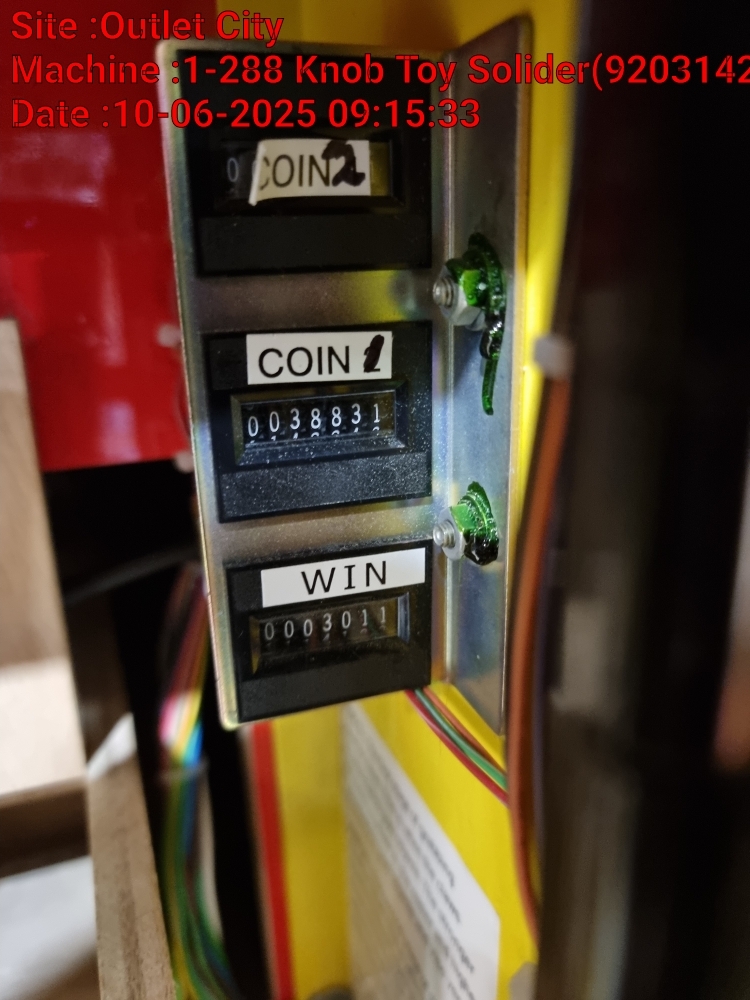 Site :Outlet City
Machine :1-288 Knob Toy Solider(9203142
Date :10-06-2025 09:15:33
0
COIN2
COIN 1
0038831
WIN
0003011